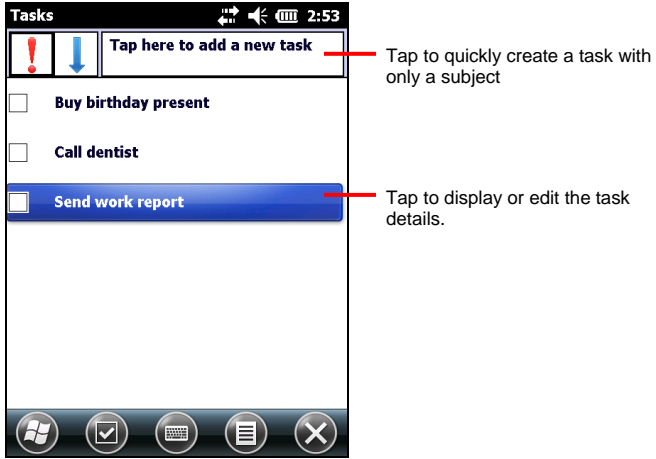 Tasks 2:53
Tap here to add a new task
Tap to quickly create a task with
only a subject
Buy birthday present
Call dentist
Send work report
Tap to display or edit the task
details.